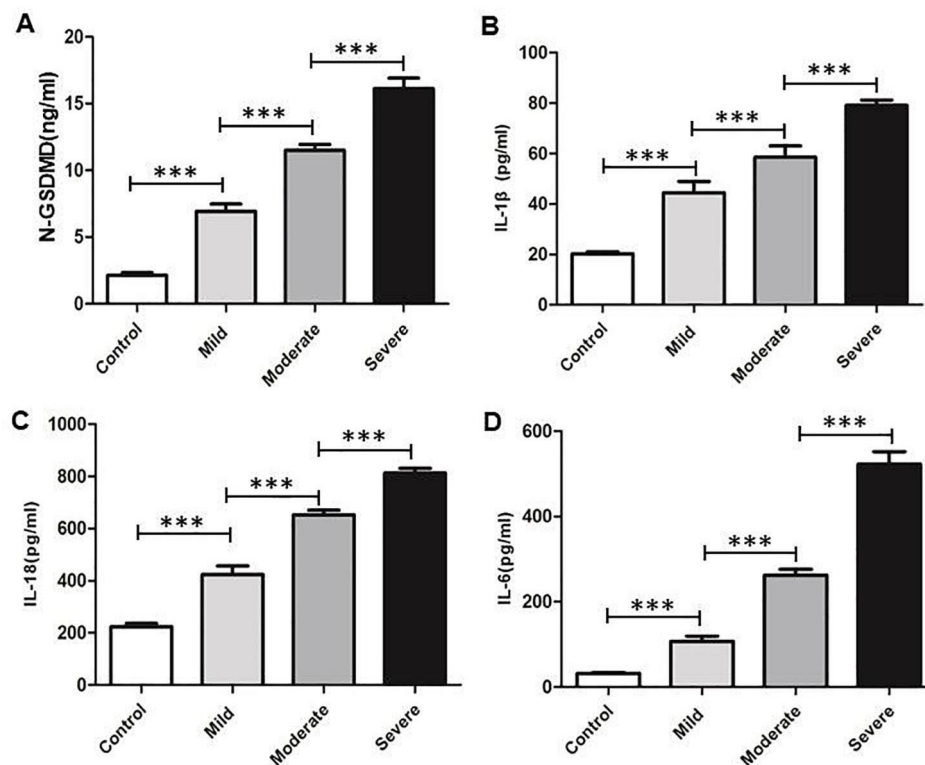 A
N-GSDMD(ng/ml)
20
15
10
5
0
***
***
***
Control
Mild
Moderate
Severe
B
IL-1β (pg/ml)
100
80
60
40
20
0
***
***
***
Control
Mild
Moderate
Severe
C
IL-18(pg/ml)
1000
800
600
400
200
0
***
***
***
Control
Mild
Moderate
Severe
D
IL-6(pg/ml)
600
400
200
0
***
***
***
Control
Mild
Moderate
Severe